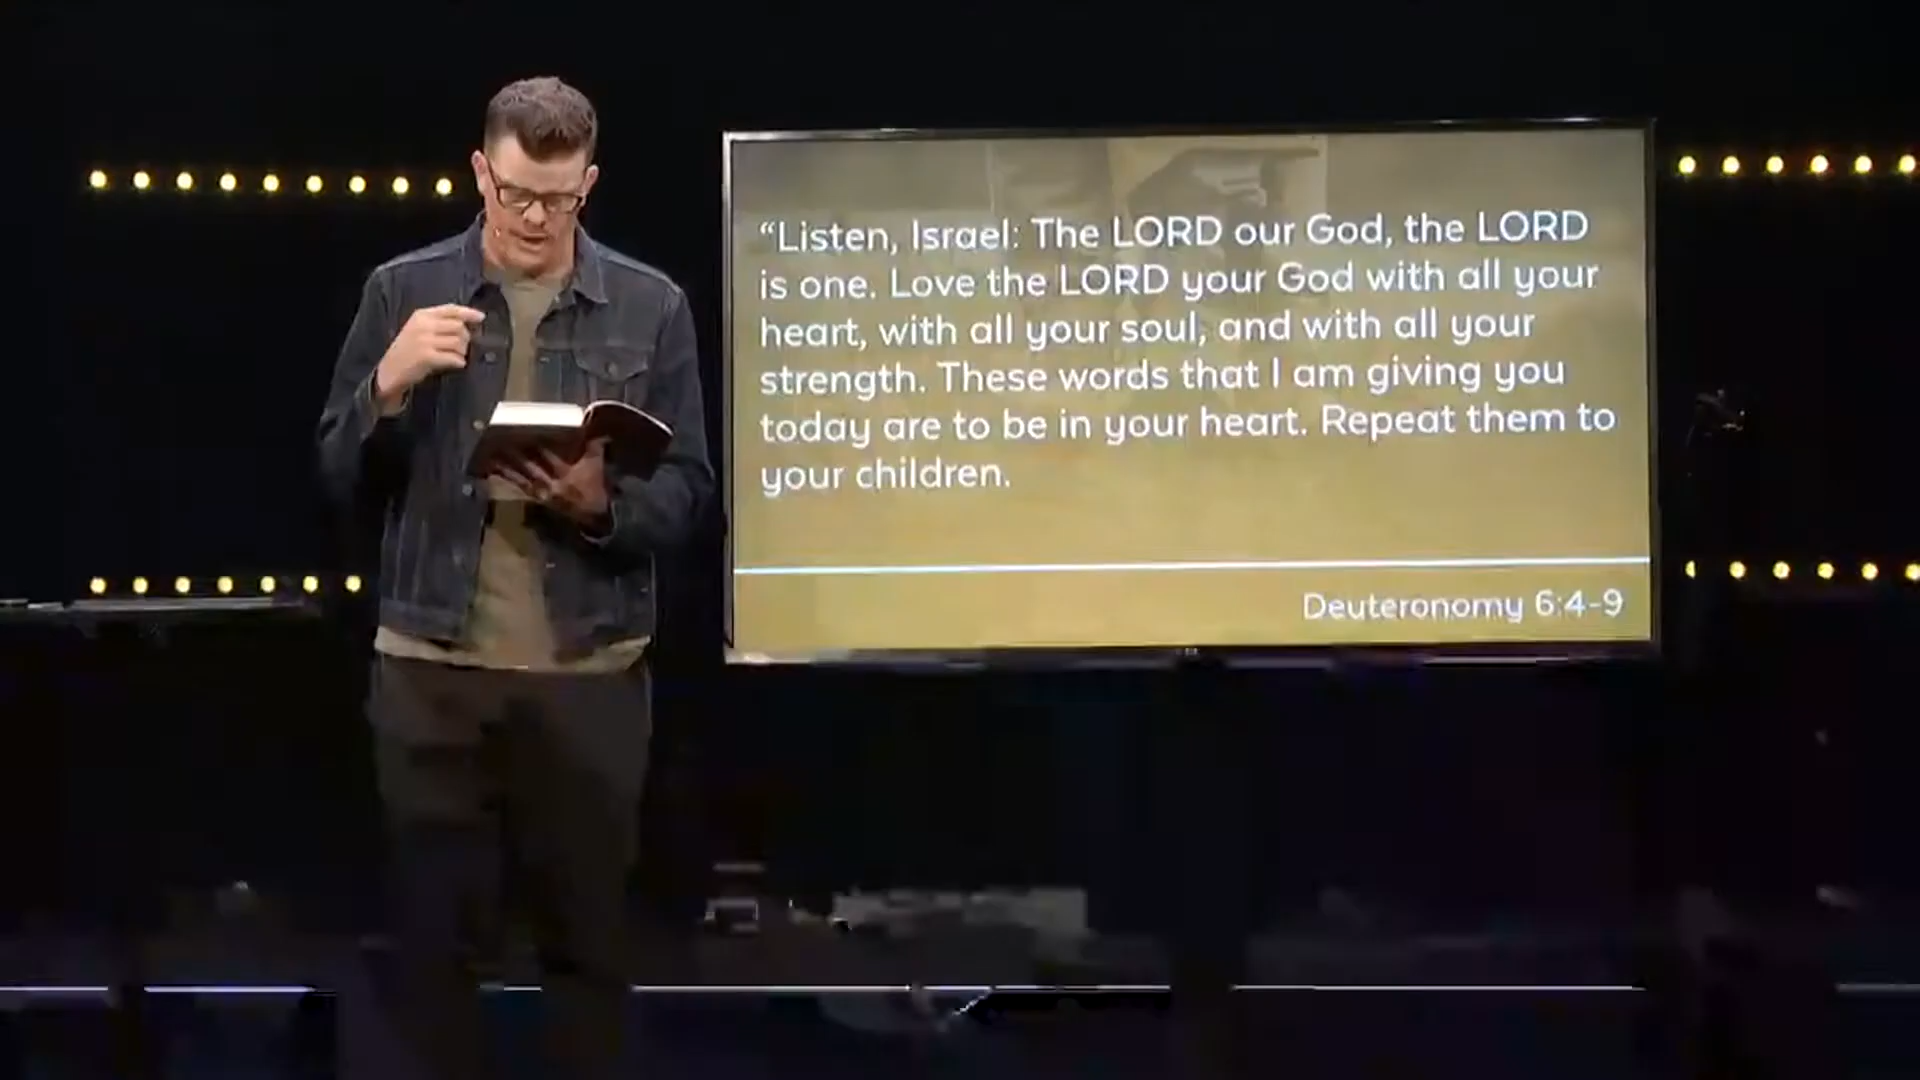 “Listen, Israel: The LORD our God, the LORD
is one. Love the LORD your God with all your
heart, with all your soul, and with all your
strength. These words that I am giving you
today are to be in your heart. Repeat them to
your children.
Deuteronomy 6:4-9